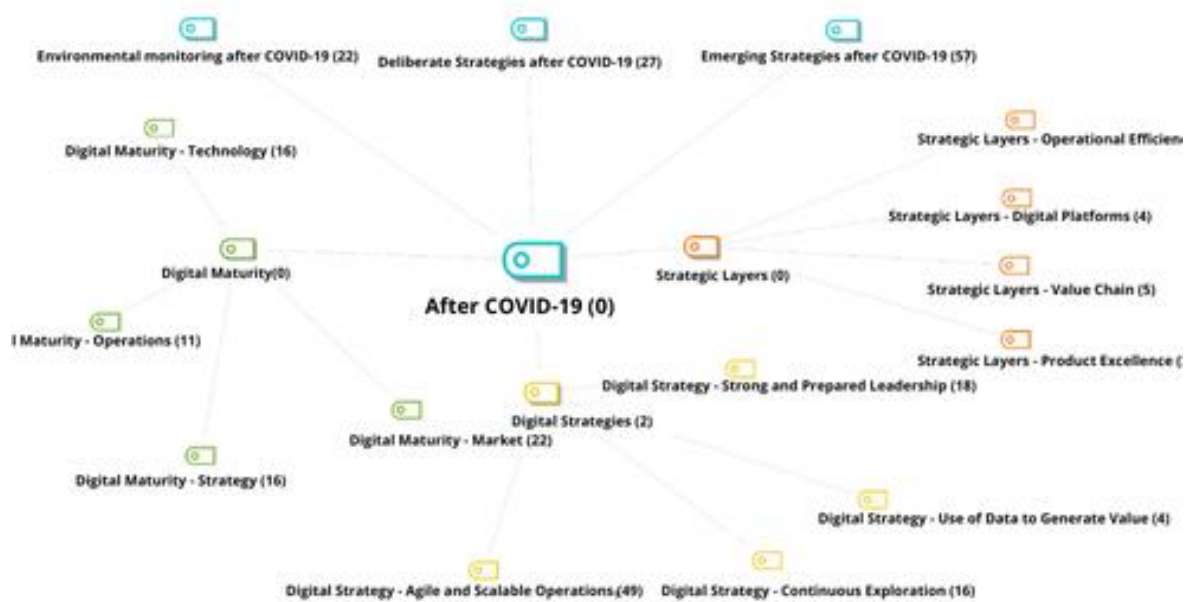 Environmental monitoring after COVID-19 (22)
Deliberate Strategies after COVID-19 (27)
Emerging Strategies after COVID-19 (57)
Digital Maturity - Technology (16)
Strategic Layers - Operational Efficien
Strategic Layers - Digital Platforms (4)
Digital Maturity(0)
Strategic Layers (0)
Strategic Layers - Value Chain (5)
After COVID-19 (0)
l Maturity - Operations (11)
Strategic Layers - Product Excellence (
Digital Strategy - Strong and Prepared Leadership (18)
Digital Strategies (2)
Digital Maturity - Market (22)
Digital Maturity - Strategy (16)
Digital Strategy - Use of Data to Generate Value (4)
Digital Strategy - Agile and Scalable Operations (49)
Digital Strategy - Continuous Exploration (16)